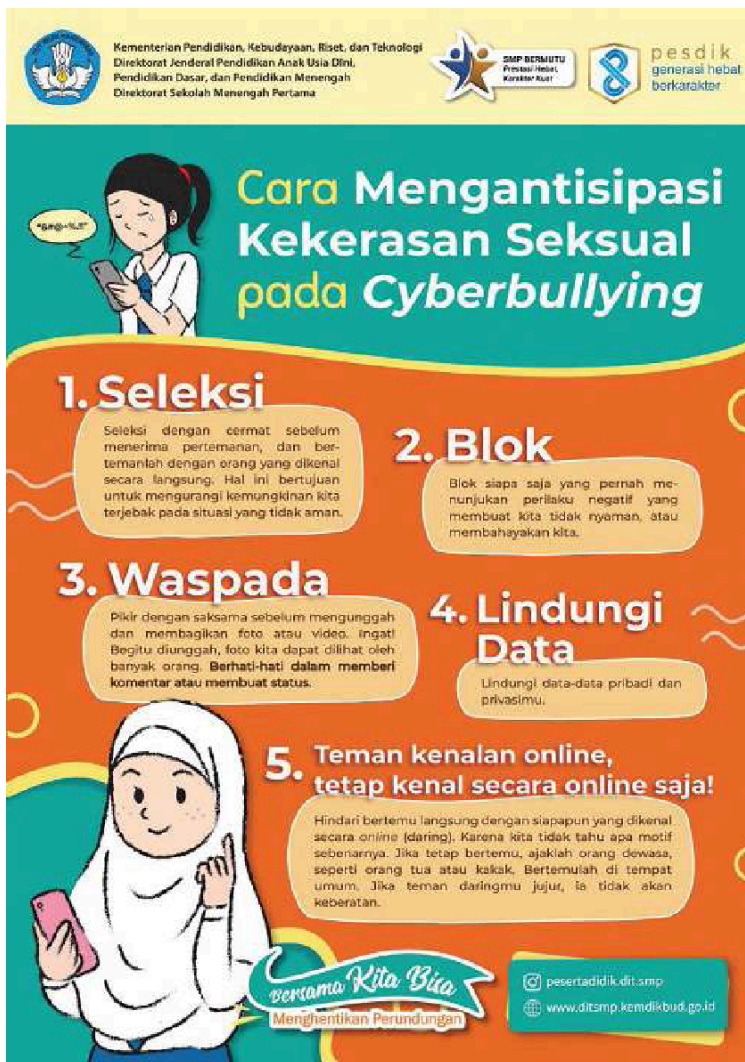 Kementerian Pendidikan, Kebudayaan, Riset, dan Teknologi
Direktorat Jenderal Pendidikan Anak Usia Dini,
Pendidikan Dasar, dan Pendidikan Menengah
Direktorat Sekolah Menengah Pertama
SMP BERMUTU
Prestasi Hebat,
Karakter Kuat
pesdik
generasi hebat
berkarakter
"&#@*%.!!"
Cara Mengantisipasi
Kekerasan Seksual
pada Cyberbullying
1. Seleksi
Seleksi dengan cermat sebelum
menerima pertemanan, dan ber-
temanlah dengan orang yang dikenal
secara langsung. Hal ini bertujuan
untuk mengurangi kemungkinan kita
terjebak pada situasi yang tidak aman.
2. Blok
Blok siapa saja yang pernah me-
nunjukan perilaku negatif yang
membuat kita tidak nyaman, atau
membahayakan kita.
3. Waspada
Pikir dengan saksama sebelum mengunggah
dan membagikan foto atau video. Ingat!
Begitu diunggah, foto kita dapat dilihat oleh
banyak orang. Berhati-hati dalam memberi
komentar atau membuat status.
4. Lindungi
Data
Lindungi data-data pribadi dan
privasimu.
5. Teman kenalan online,
tetap kenal secara online saja!
Hindari bertemu langsung dengan siapapun yang dikenal
secara online (daring). Karena kita tidak tahu apa motif
sebenarnya. Jika tetap bertemu, ajaklah orang dewasa,
seperti orang tua atau kakak. Bertemulah di tempat
umum. Jika teman daringmu jujur, ia tidak akan
keberatan.
Bersama Kita Bisa
Menghentikan Perundungan
pesertadidik.dit.smp
www.ditsmp.kemdikbud.go.id